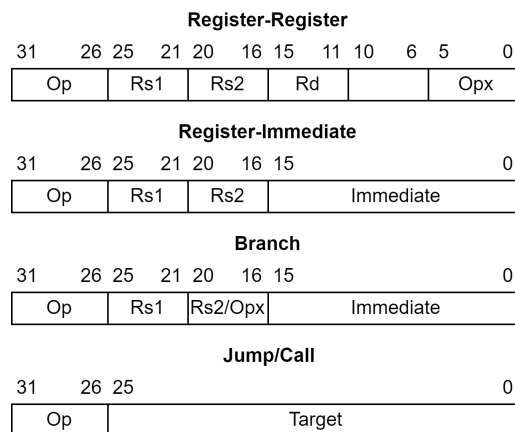 Register-Register
31 26 25 21 20 16 15 11 10 6 5 0
Op Rs1 Rs2 Rd Opx
Register-Immediate
31 26 25 21 20 16 15 0
Op Rs1 Rs2 Immediate
Branch
31 26 25 21 20 16 15 0
Op Rs1 Rs2/Opx Immediate
Jump/Call
31 26 25 0
Op Target